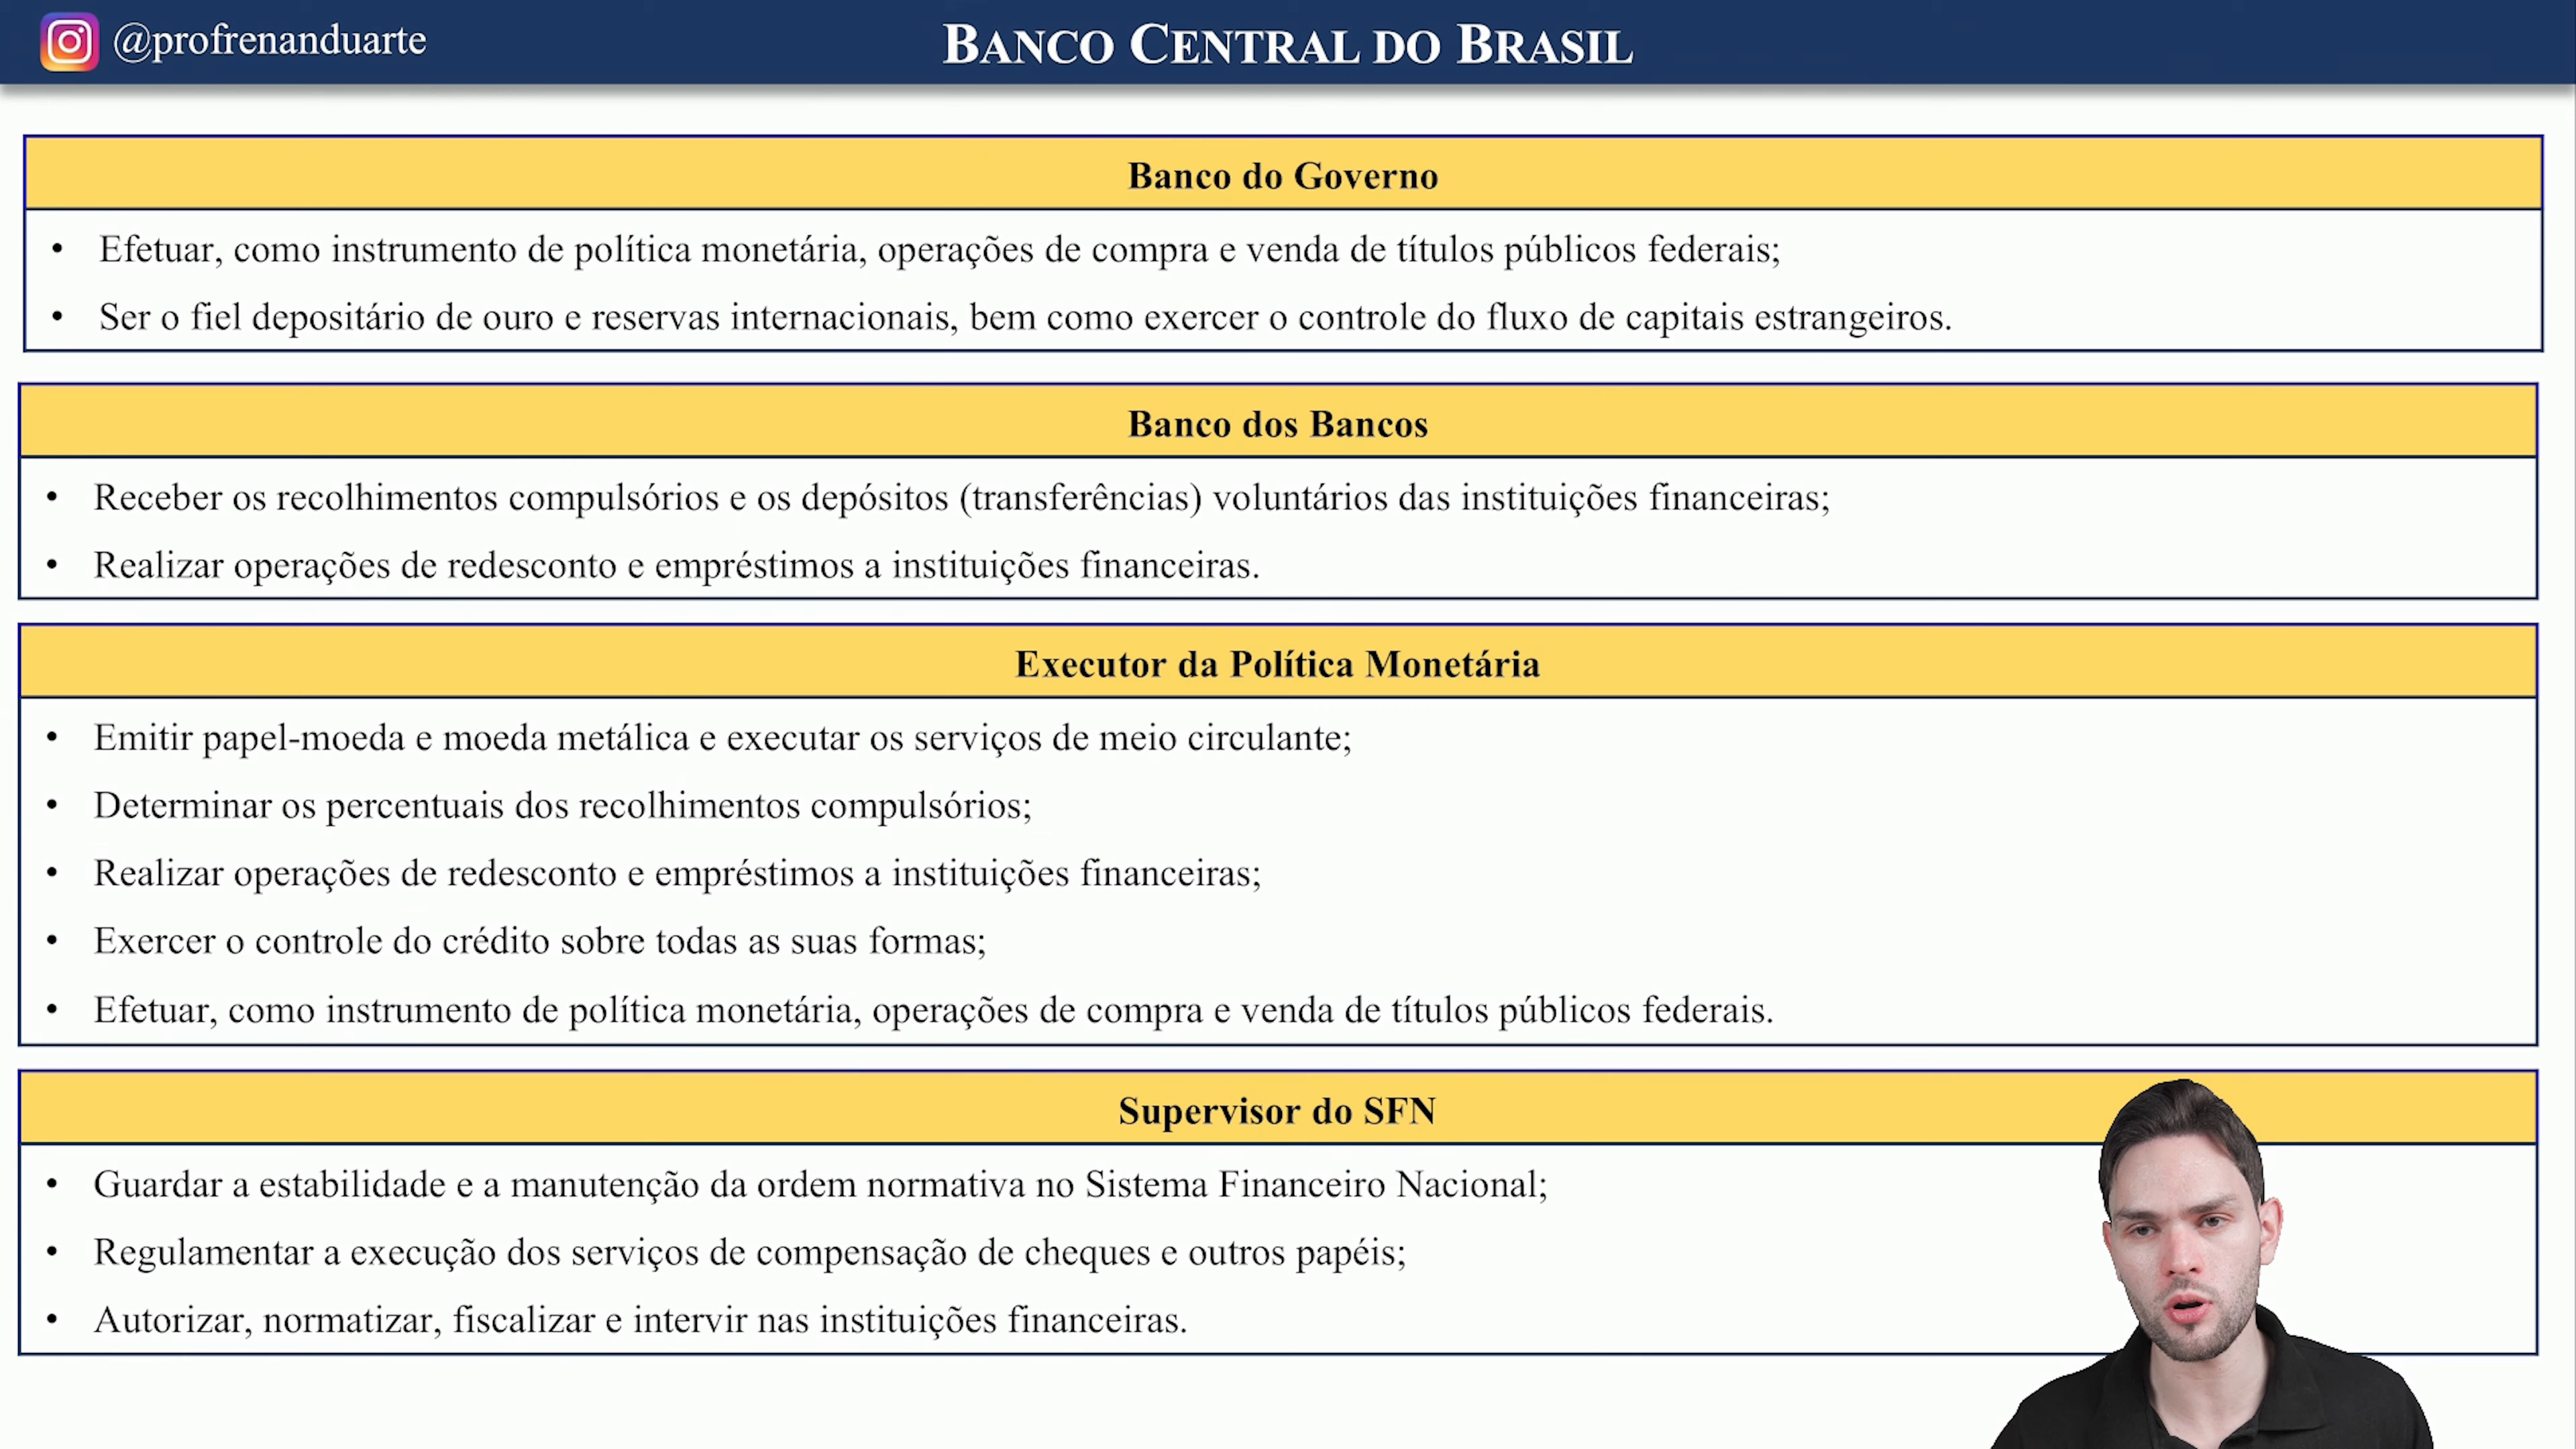 @profrenanduarte
BANCO CENTRAL DO BRASIL
Banco do Governo
• Efetuar, como instrumento de política monetária, operações de compra e venda de títulos públicos federais;
• Ser o fiel depositário de ouro e reservas internacionais, bem como exercer o controle do fluxo de capitais estrangeiros.
Banco dos Bancos
• Receber os recolhimentos compulsórios e os depósitos (transferências) voluntários das instituições financeiras;
• Realizar operações de redesconto e empréstimos a instituições financeiras.
Executor da Política Monetária
• Emitir papel-moeda e moeda metálica e executar os serviços de meio circulante;
• Determinar os percentuais dos recolhimentos compulsórios;
• Realizar operações de redesconto e empréstimos a instituições financeiras;
• Exercer o controle do crédito sobre todas as suas formas;
• Efetuar, como instrumento de política monetária, operações de compra e venda de títulos públicos federais.
Supervisor do SFN
• Guardar a estabilidade e a manutenção da ordem normativa no Sistema Financeiro Nacional;
• Regulamentar a execução dos serviços de compensação de cheques e outros papéis;
• Autorizar, normatizar, fiscalizar e intervir nas instituições financeiras.